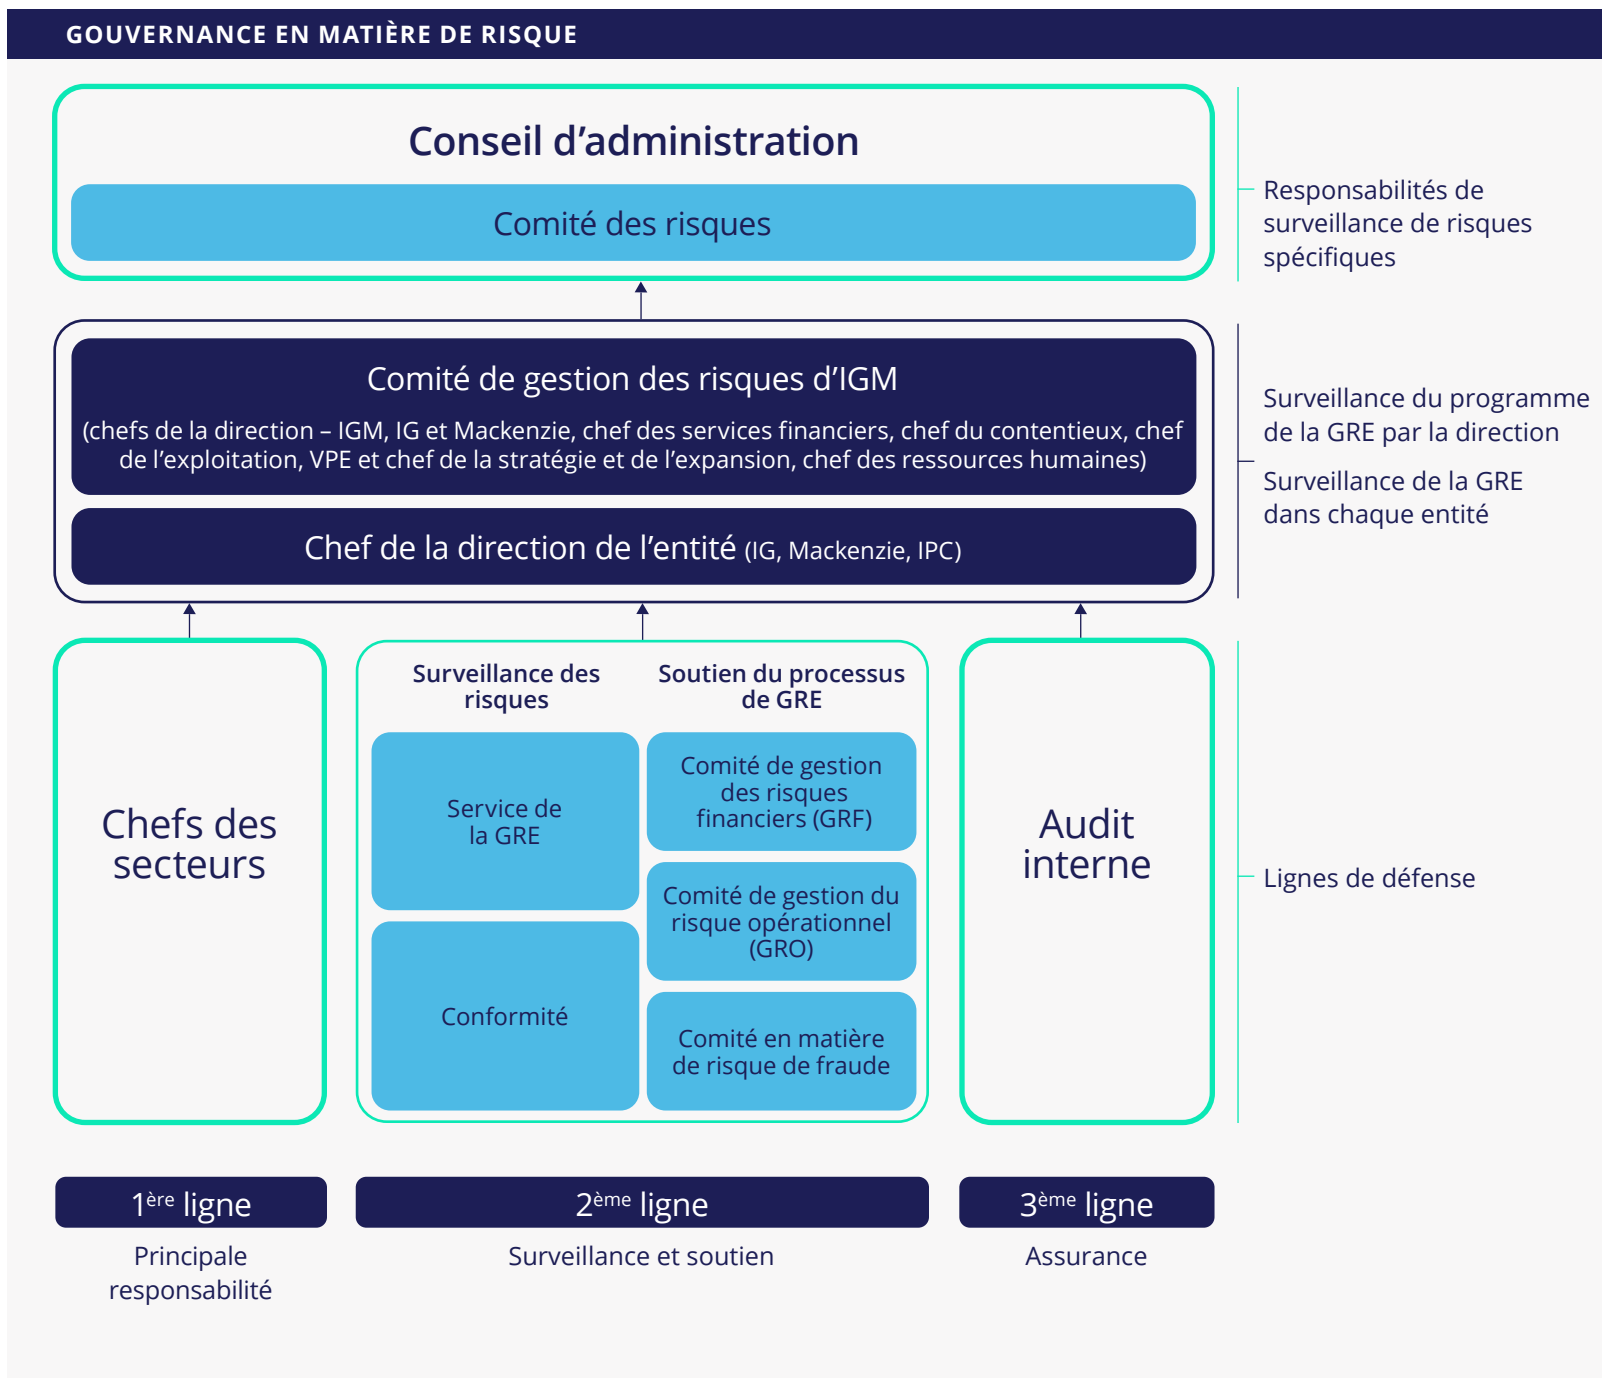 GOUVERNANCE EN MATIÈRE DE RISQUE
Conseil d’administration
Comité des risques
Responsabilités de
surveillance de risques
spécifiques
Comité de gestion des risques d’IGM
(chefs de la direction – IGM, IG et Mackenzie, chef des services financiers, chef du contentieux, chef
de l’exploitation, VPE et chef de la stratégie et de l’expansion, chef des ressources humaines)
Chef de la direction de l’entité (IG, Mackenzie, IPC)
Surveillance du programme
de la GRE par la direction
Surveillance de la GRE
dans chaque entité
Chefs des
secteurs
Surveillance des
risques
Service de
la GRE
Conformité
Soutien du processus
de GRE
Comité de gestion
des risques
financiers (GRF)
Comité de gestion du
risque opérationnel
(GRO)
Comité en matière
de risque de fraude
Audit
interne
Lignes de défense
1ère ligne
Principale
responsabilité
2ème ligne
Surveillance et soutien
3ème ligne
Assurance